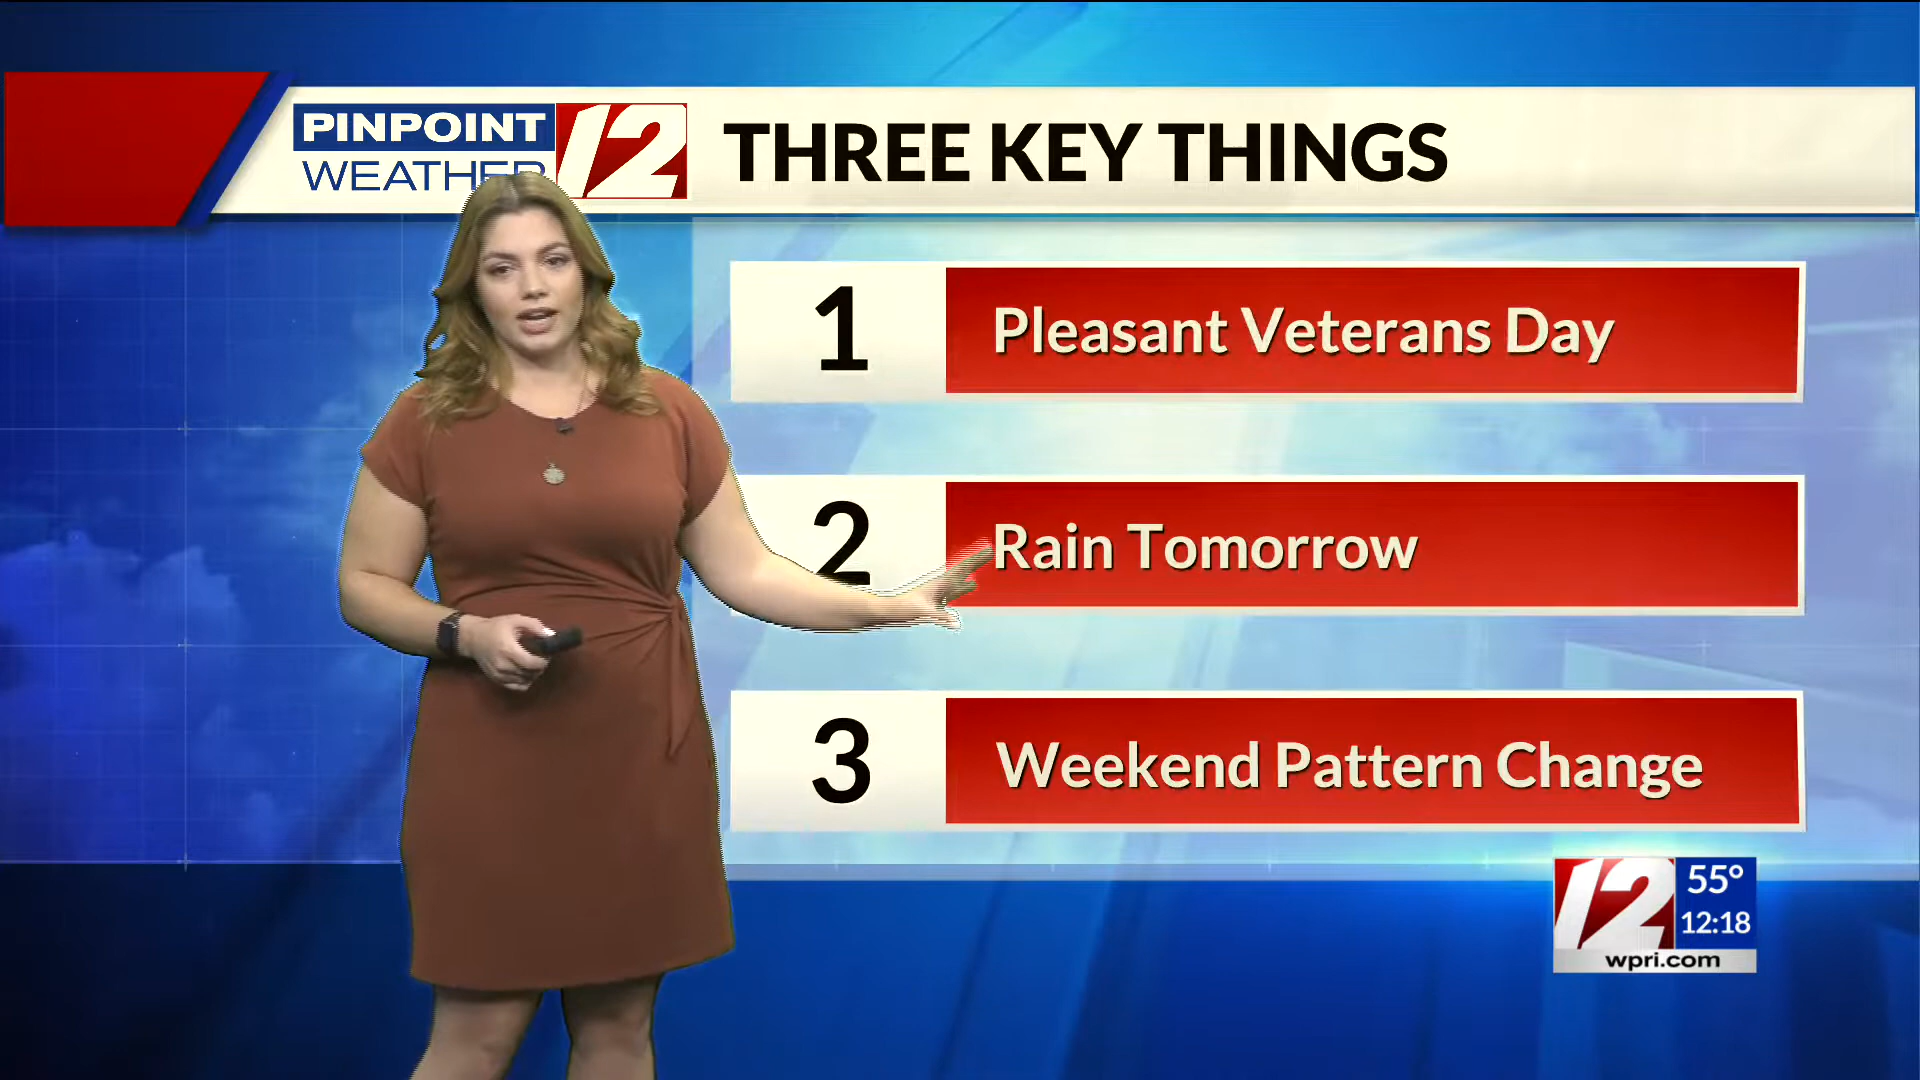 PINPOINT
WEATHER
12
THREE KEY THINGS
1
Pleasant Veterans Day
2
Rain Tomorrow
3
Weekend Pattern Change
12
55°
12:18
wpri.com